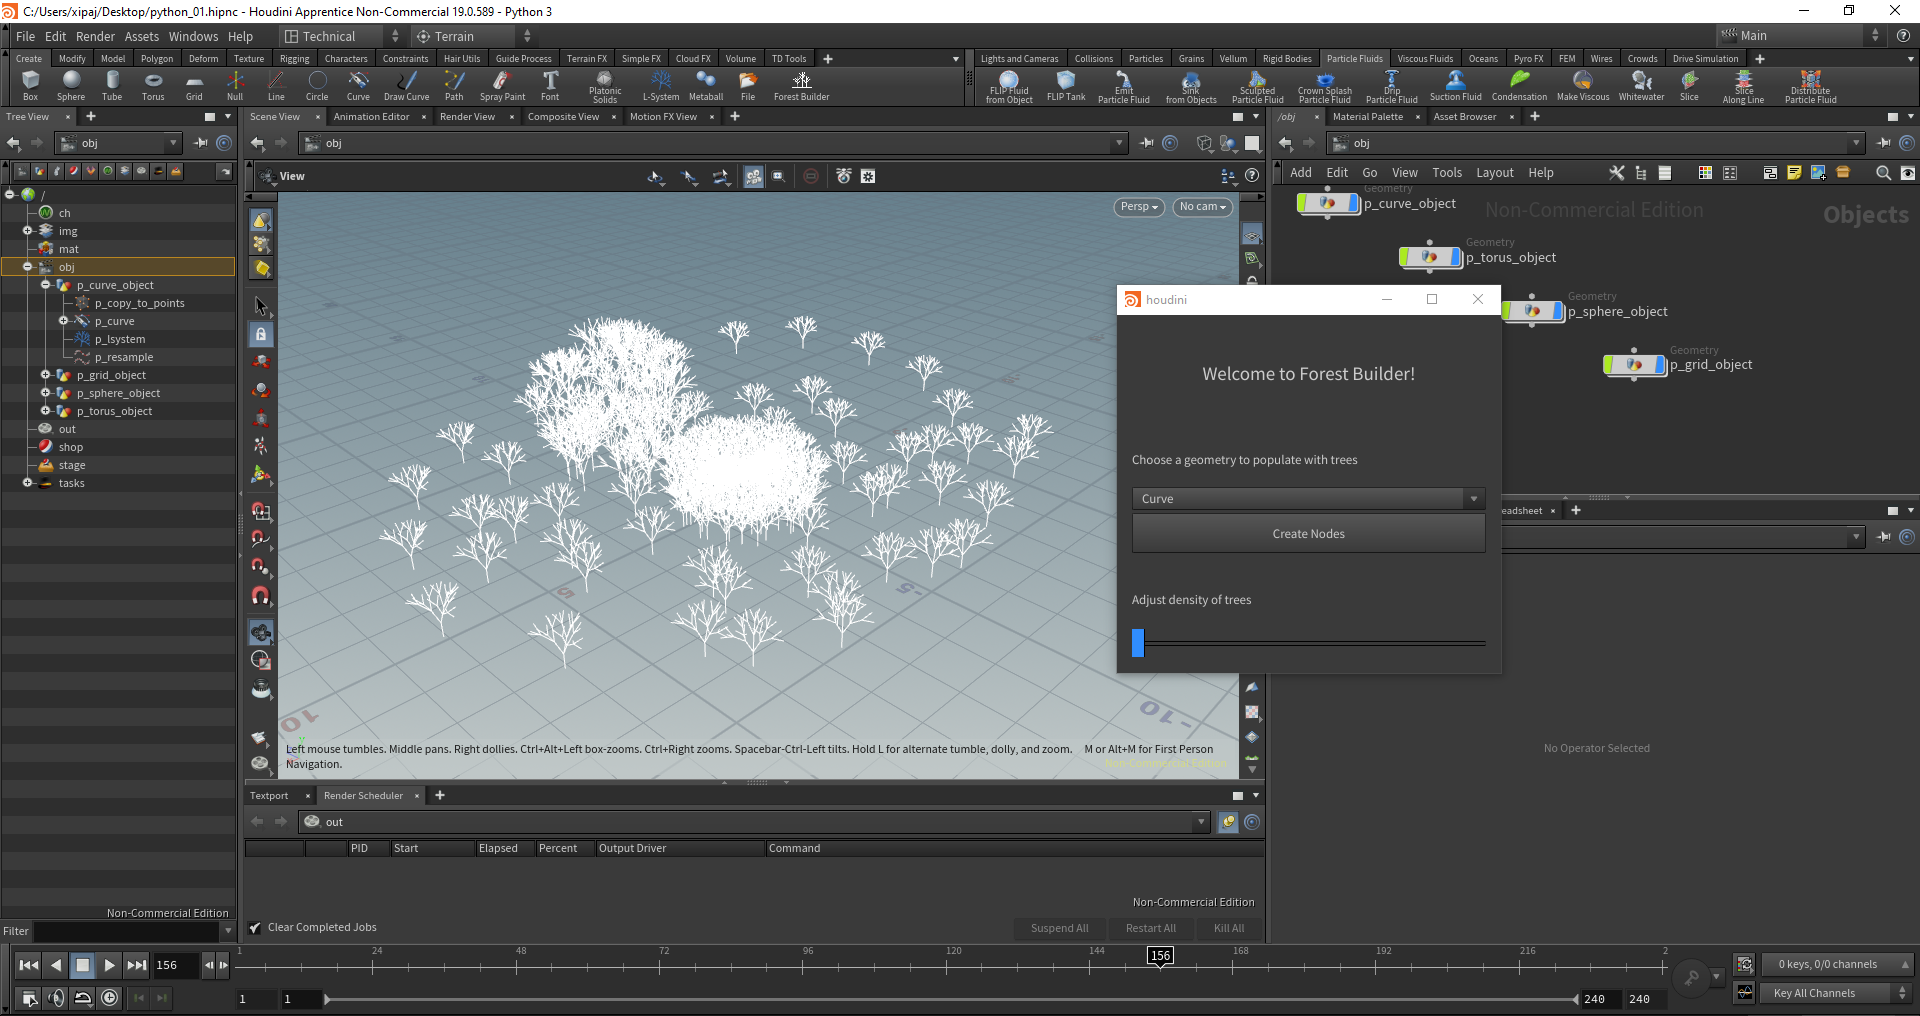 C:/Users/xipaj/Desktop/python_01.hipnc - Houdini Apprentice Non-Commercial 19.0.589 - Python 3
File Edit Render Assets Windows Help Technical Terrain Main
Create Modify Model Polygon Deform Texture Rigging Characters Constraints Hair Utils Guide Process Terrain FX Simple FX Cloud FX Volume TD Tools
Lights and Cameras Collisions Particles Grains Vellum Rigid Bodies Particle Fluids Viscous Fluids Oceans Pyro FX FEM Wires Crowds Drive Simulation
Box Sphere Tube Torus Grid Null Line Circle Curve Draw Curve Path Spray Paint Font Platonic Solids L-System Metaball File Forest Builder
FLIP Fluid from Object FLIP Tank Emit Particle Fluid Sink from Objects Sculpted Particle Fluid Crown Splash Particle Fluid Drip Particle Fluid Suction Fluid Condensation Make Viscous Whitewater Slice Slice Along Line Distribute Particle Fluid
Tree View
Scene View Animation Editor Render View Composite View Motion FX View
/obj Material Palette Asset Browser
obj
obj
obj
View
Add Edit Go View Tools Layout Help
/
ch
img
mat
obj
p_curve_object
p_copy_to_points
p_curve
p_lsystem
p_resample
p_grid_object
p_sphere_object
p_torus_object
out
shop
stage
tasks
Non-Commercial Edition
Filter
Persp No cam
5
-5
10
-10
Left mouse tumbles. Middle pans. Right dollies. Ctrl+Alt+Left box-zooms. Ctrl+Right zooms. Spacebar-Ctrl-Left tilts. Hold L for alternate tumble, dolly, and zoom. M or Alt+M for First Person
Navigation.
Non-Commercial Edition
Geometry
p_curve_object
Non-Commercial Edition
Objects
Geometry
p_torus_object
Geometry
p_sphere_object
Geometry
p_grid_object
houdini
Welcome to Forest Builder!
Choose a geometry to populate with trees
Curve
Create Nodes
Adjust density of trees
eadsheet
No Operator Selected
Textport Render Scheduler
out
PID Start Elapsed Percent Output Driver Command
Non-Commercial Edition
Clear Completed Jobs
Suspend All Restart All Kill All
156
1 24 48 72 96 120 144 156 168 192 216 2
0 keys, 0/0 channels
1 1 240 240
Key All Channels